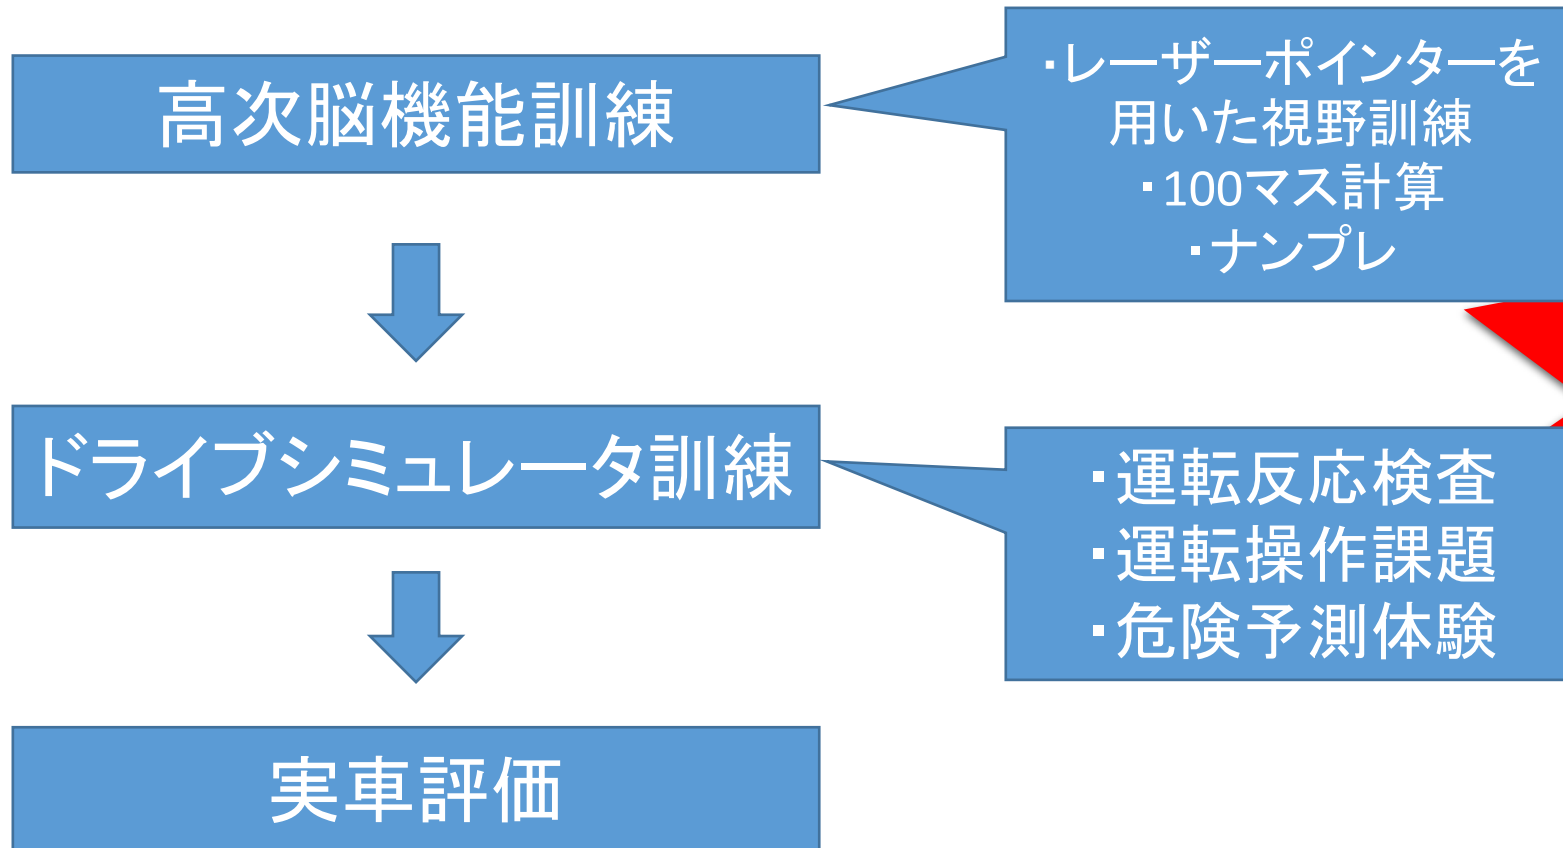 高次脳機能訓練
・レーザーポインターを
用いた視野訓練
・100マス計算
・ナンプレ
ドライブシミュレータ訓練
・運転反応検査
・運転操作課題
・危険予測体験
実車評価